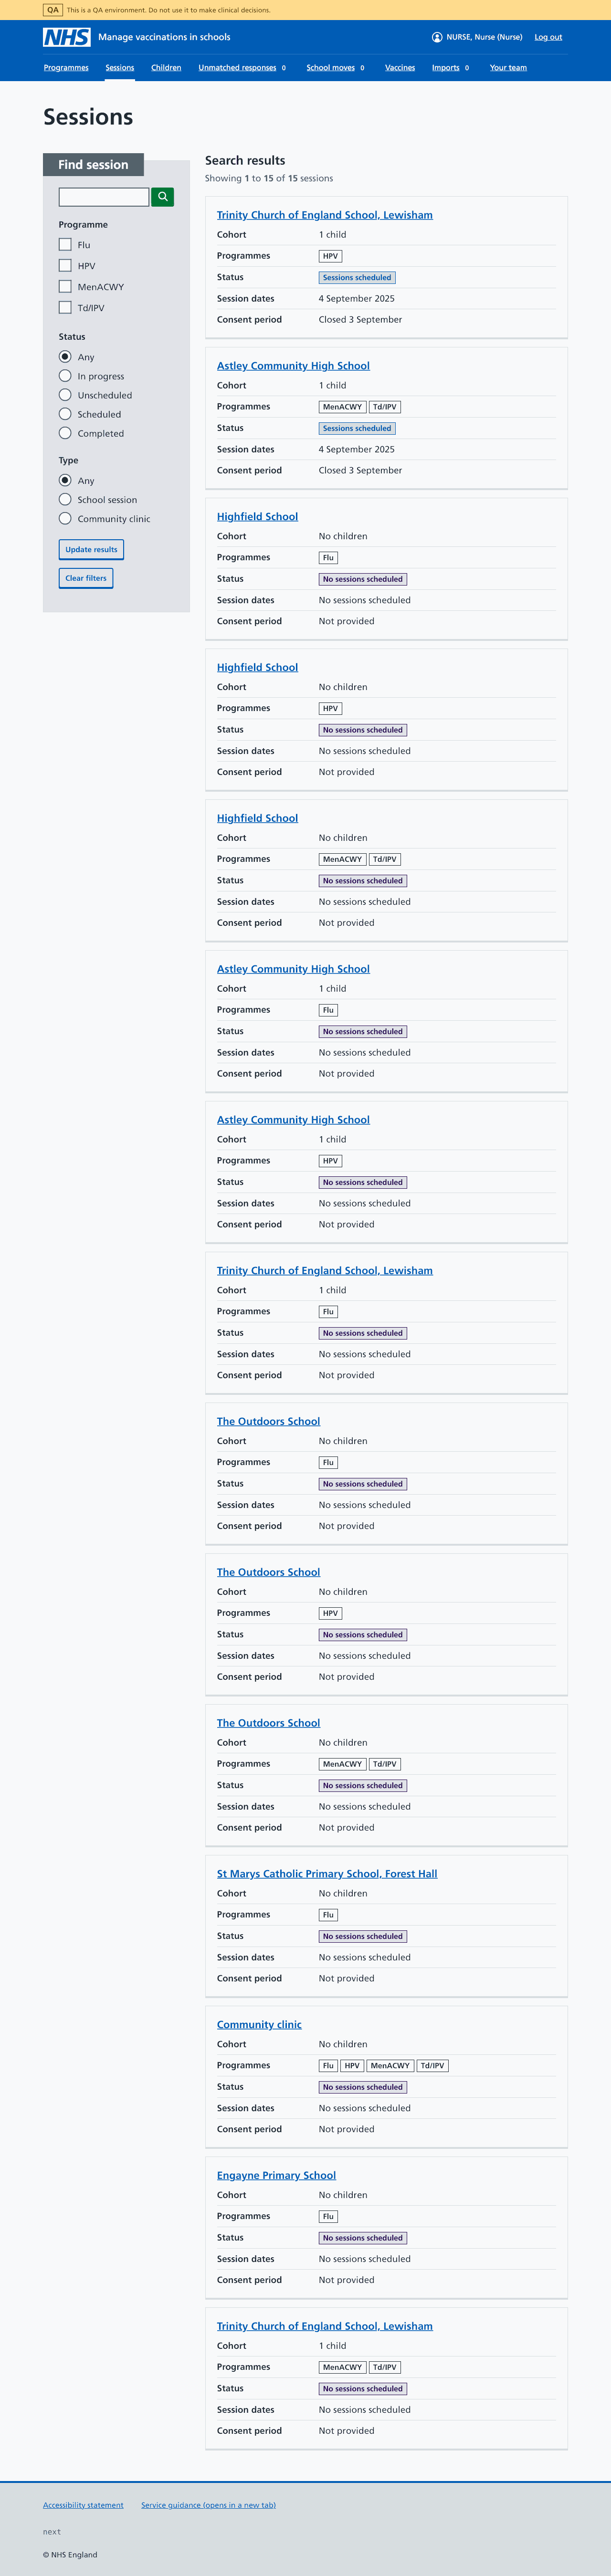 QA This is a QA environment. Do not use it to make clinical decisions.
NHS Manage vaccinations in schools NURSE, Nurse (Nurse) Log out
Programmes Sessions Children Unmatched responses 0 School moves 0 Vaccines Imports 0 Your team
Sessions
Find session
Programme
Flu
HPV
MenACWY
Td/IPV
Status
Any
In progress
Unscheduled
Scheduled
Completed
Type
Any
School session
Community clinic
Update results
Clear filters
Search results
Showing 1 to 15 of 15 sessions
Trinity Church of England School, Lewisham
Cohort 1 child
Programmes HPV
Status Sessions scheduled
Session dates 4 September 2025
Consent period Closed 3 September
Astley Community High School
Cohort 1 child
Programmes MenACWY Td/IPV
Status Sessions scheduled
Session dates 4 September 2025
Consent period Closed 3 September
Highfield School
Cohort No children
Programmes Flu
Status No sessions scheduled
Session dates No sessions scheduled
Consent period Not provided
Highfield School
Cohort No children
Programmes HPV
Status No sessions scheduled
Session dates No sessions scheduled
Consent period Not provided
Highfield School
Cohort No children
Programmes MenACWY Td/IPV
Status No sessions scheduled
Session dates No sessions scheduled
Consent period Not provided
Astley Community High School
Cohort 1 child
Programmes Flu
Status No sessions scheduled
Session dates No sessions scheduled
Consent period Not provided
Astley Community High School
Cohort 1 child
Programmes HPV
Status No sessions scheduled
Session dates No sessions scheduled
Consent period Not provided
Trinity Church of England School, Lewisham
Cohort 1 child
Programmes Flu
Status No sessions scheduled
Session dates No sessions scheduled
Consent period Not provided
The Outdoors School
Cohort No children
Programmes Flu
Status No sessions scheduled
Session dates No sessions scheduled
Consent period Not provided
The Outdoors School
Cohort No children
Programmes HPV
Status No sessions scheduled
Session dates No sessions scheduled
Consent period Not provided
The Outdoors School
Cohort No children
Programmes MenACWY Td/IPV
Status No sessions scheduled
Session dates No sessions scheduled
Consent period Not provided
St Marys Catholic Primary School, Forest Hall
Cohort No children
Programmes Flu
Status No sessions scheduled
Session dates No sessions scheduled
Consent period Not provided
Community clinic
Cohort No children
Programmes Flu HPV MenACWY Td/IPV
Status No sessions scheduled
Session dates No sessions scheduled
Consent period Not provided
Engayne Primary School
Cohort No children
Programmes Flu
Status No sessions scheduled
Session dates No sessions scheduled
Consent period Not provided
Trinity Church of England School, Lewisham
Cohort 1 child
Programmes MenACWY Td/IPV
Status No sessions scheduled
Session dates No sessions scheduled
Consent period Not provided
Accessibility statement Service guidance (opens in a new tab)
next
© NHS England